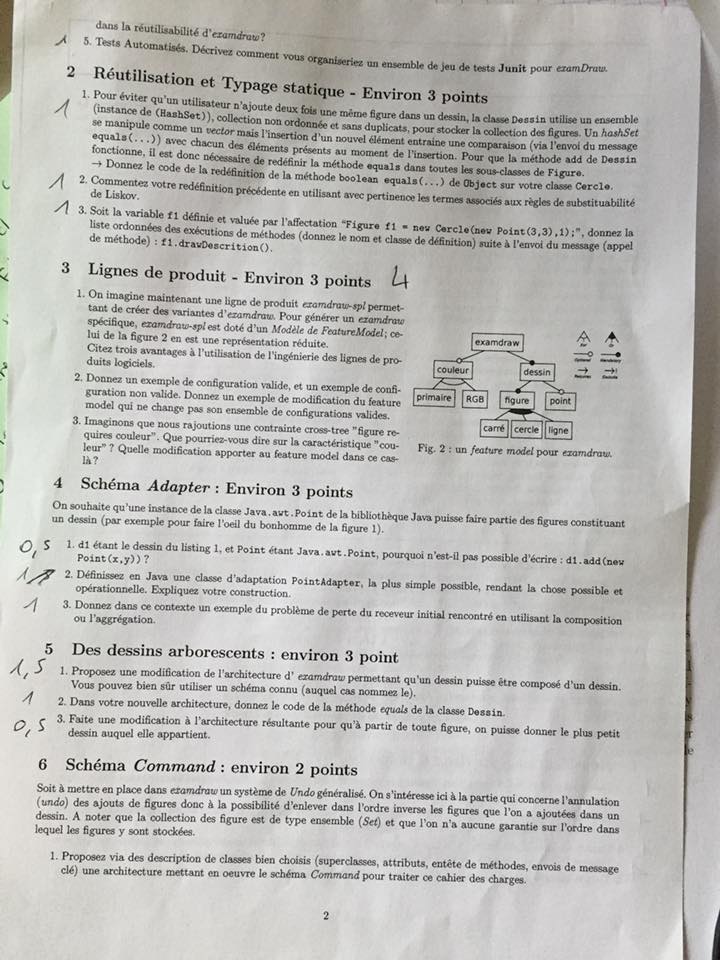 dans la réutilisabilité d'examdraw?
1 5. Tests Automatisés. Décrivez comment vous organiseriez un ensemble de jeu de tests Junit pour examDraw.
2 Réutilisation et Typage statique - Environ 3 points
1 1. Pour éviter qu'un utilisateur n'ajoute deux fois une même figure dans un dessin, la classe Dessin utilise un ensemble
(instance de (HashSet)), collection non ordonnée et sans duplicats, pour stocker la collection des figures. Un hashSet
se manipule comme un vector mais l'insertion d'un nouvel élément entraine une comparaison (via l'envoi du message
equals(...)) avec chacun des éléments présents au moment de l'insertion. Pour que la méthode add de Dessin
fonctionne, il est donc nécessaire de redéfinir la méthode equals dans toutes les sous-classes de Figure.
→ Donnez le code de la redéfinition de la méthode boolean equals(...) de Object sur votre classe Cercle.
1 2. Commentez votre redéfinition précédente en utilisant avec pertinence les termes associés aux règles de substituabilité
de Liskov.
1 3. Soit la variable f1 définie et valuée par l'affectation "Figure f1 = new Cercle(new Point(3,3),1);", donnez la
liste ordonnées des exécutions de méthodes (donnez le nom et classe de définition) suite à l'envoi du message (appel
de méthode) : f1.drawDescrition().
3 Lignes de produit - Environ 3 points 4
1. On imagine maintenant une ligne de produit examdraw-spl permet-
tant de créer des variantes d'examdraw. Pour générer un examdraw
spécifique, examdraw-spl est doté d'un Modèle de FeatureModel; ce-
lui de la figure 2 en est une représentation réduite.
Citez trois avantages à l'utilisation de l'ingénierie des lignes de pro-
duits logiciels.
2. Donnez un exemple de configuration valide, et un exemple de confi-
guration non valide. Donnez un exemple de modification du feature
model qui ne change pas son ensemble de configurations valides.
3. Imaginons que nous rajoutions une contrainte cross-tree "figure re-
quires couleur". Que pourriez-vous dire sur la caractéristique "cou-
leur" ? Quelle modification apporter au feature model dans ce cas-
là?
examdraw
couleur dessin
primaire RGB figure point
carré cercle ligne
Xor Or
Optional Mandatory
Requires Exclude
Fig. 2 : un feature model pour examdraw.
4 Schéma Adapter : Environ 3 points
On souhaite qu'une instance de la classe Java.awt.Point de la bibliothèque Java puisse faire partie des figures constituant
un dessin (par exemple pour faire l'oeil du bonhomme de la figure 1).
0,5 1. d1 étant le dessin du listing 1, et Point étant Java.awt.Point, pourquoi n'est-il pas possible d'écrire : d1.add(new
Point(x,y)) ?
1 2. Définissez en Java une classe d'adaptation PointAdapter, la plus simple possible, rendant la chose possible et
opérationnelle. Expliquez votre construction.
1 3. Donnez dans ce contexte un exemple du problème de perte du receveur initial rencontré en utilisant la composition
ou l'aggrégation.
5 Des dessins arborescents : environ 3 point
1,5 1. Proposez une modification de l'architecture d' examdraw permettant qu'un dessin puisse être composé d'un dessin.
Vous pouvez bien sûr utiliser un schéma connu (auquel cas nommez le).
1 2. Dans votre nouvelle architecture, donnez le code de la méthode equals de la classe Dessin.
0,5 3. Faite une modification à l'architecture résultante pour qu'à partir de toute figure, on puisse donner le plus petit
dessin auquel elle appartient.
6 Schéma Command : environ 2 points
Soit à mettre en place dans examdraw un système de Undo généralisé. On s'intéresse ici à la partie qui concerne l'annulation
(undo) des ajouts de figures donc à la possibilité d'enlever dans l'ordre inverse les figures que l'on a ajoutées dans un
dessin. A noter que la collection des figure est de type ensemble (Set) et que l'on n'a aucune garantie sur l'ordre dans
lequel les figures y sont stockées.
1. Proposez via des description de classes bien choisis (superclasses, attributs, entête de méthodes, envois de message
clé) une architecture mettant en oeuvre le schéma Command pour traiter ce cahier des charges.
2